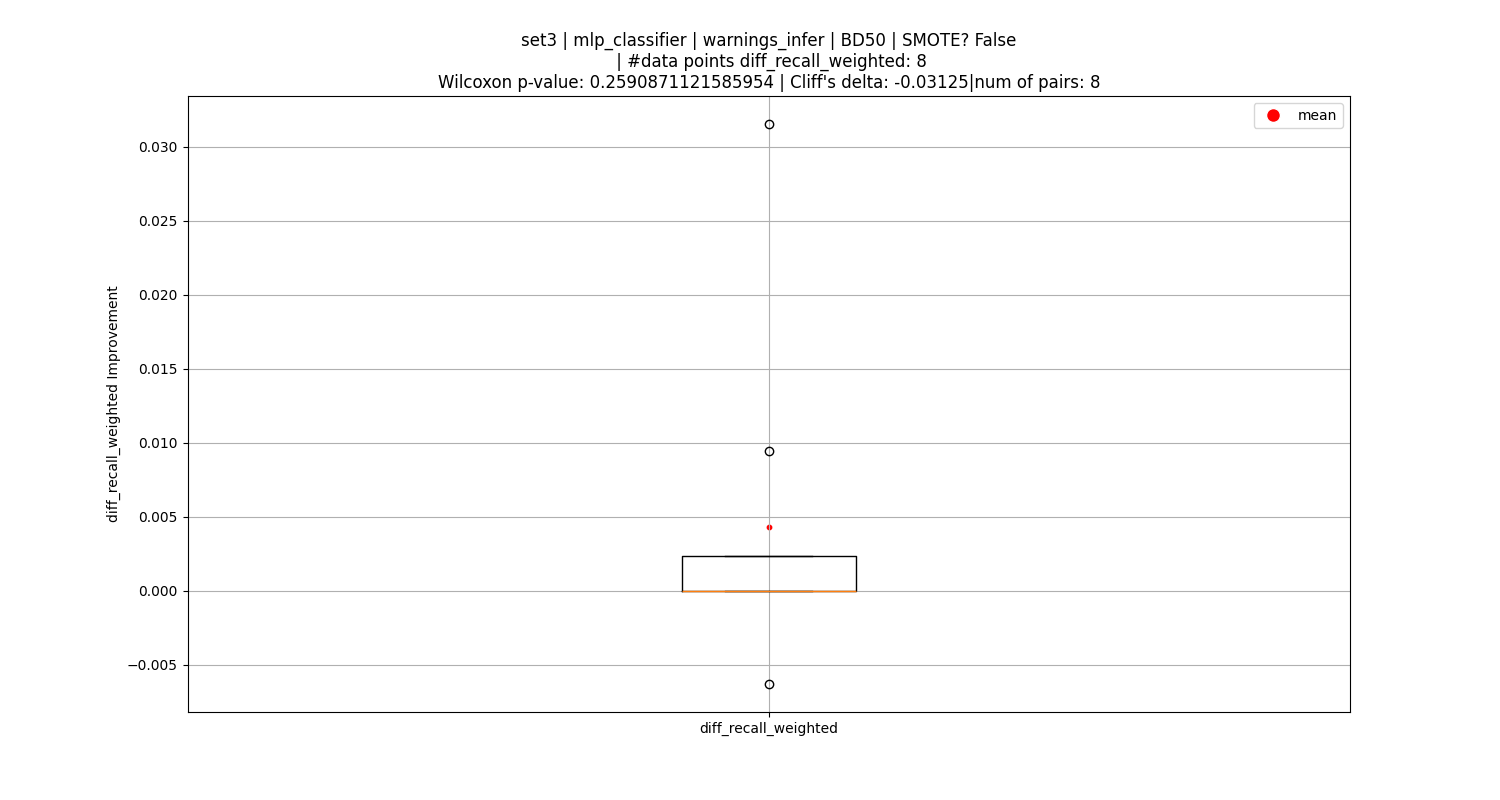 set3 | mlp_classifier | warnings_infer | BD50 | SMOTE? False
| #data points diff_recall_weighted: 8
Wilcoxon p-value: 0.2590871121585954 | Cliff's delta: -0.03125|num of pairs: 8
mean
0.030
0.025
0.020
0.015
0.010
0.005
0.000
−0.005
diff_recall_weighted Improvement
diff_recall_weighted